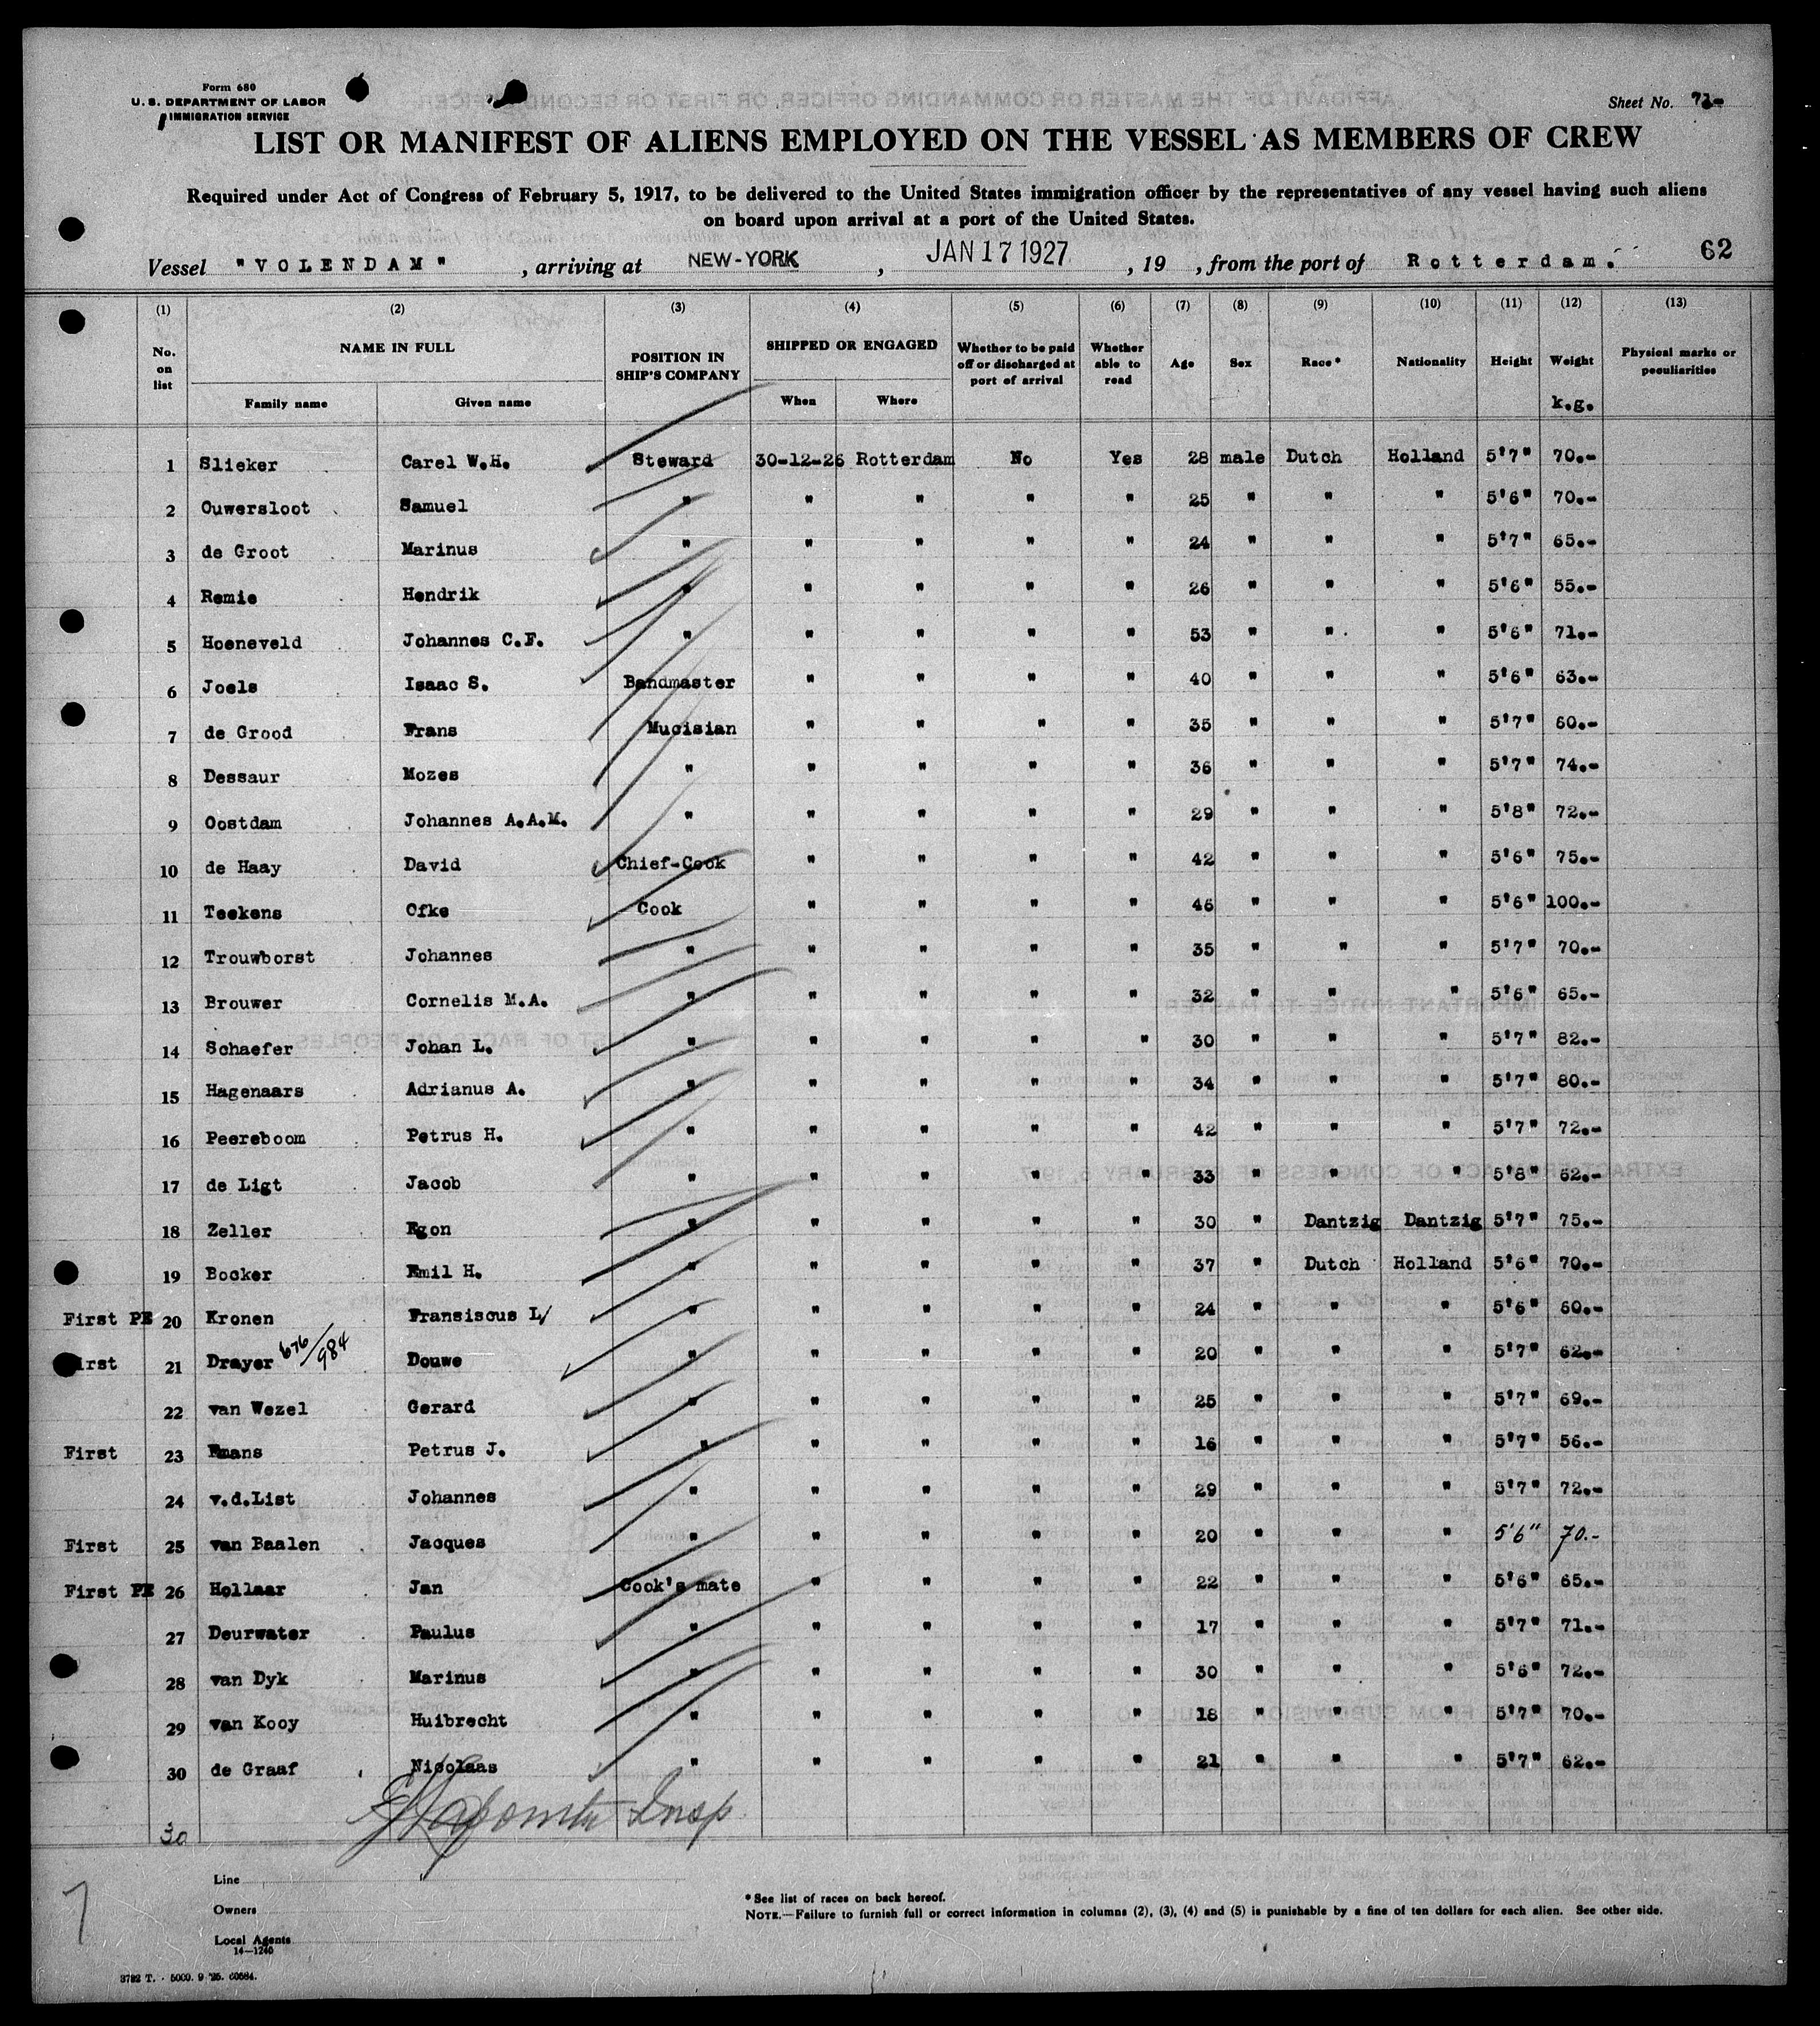 Form 680
U. S. DEPARTMENT OF LABOR
IMMIGRATION SERVICE
Sheet No. 7
LIST OR MANIFEST OF ALIENS EMPLOYED ON THE VESSEL AS MEMBERS OF CREW
Required under Act of Congress of February 5, 1917, to be delivered to the United States immigration officer by the representatives of any vessel having such aliens
on board upon arrival at a port of the United States.
Vessel "VOLENDAM" , arriving at NEW-YORK , JAN 17 1927 , 19 , from the port of Rotterdam. 62
(1) (2) (3) (4) (5) (6) (7) (8) (9) (10) (11) (12) (13)
No. on list NAME IN FULL Family name Given name POSITION IN SHIP'S COMPANY SHIPPED OR ENGAGED When Where Whether to be paid off or discharged at port of arrival Whether able to read Age Sex Race* Nationality Height Weight k.g. Physical marks or peculiarities
1 Slieker Carel W.H. Steward 30-12-26 Rotterdam No Yes 28 male Dutch Holland 5'7" 70.-
2 Ouwersloot Samuel " " " " " 25 " " " 5'6" 70.-
3 de Groot Marinus " " " " " 24 " " " 5'7" 65.-
4 Remie Hendrik " " " " " 26 " " " 5'6" 55.-
5 Hoeneveld Johannes C.F. " " " " " 53 " " " 5'6" 71.-
6 Joels Isaac S. Bandmaster " " " " 40 " " " 5'6" 63.-
7 de Grood Frans Mucisian " " " " 35 " " " 5'7" 60.-
8 Dessaur Mozes " " " " " 36 " " " 5'7" 74.-
9 Oostdam Johannes A.A.M. " " " " " 29 " " " 5'8" 72.-
10 de Haay David Chief-Cook " " " " 42 " " " 5'6" 75.-
11 Teekens Ofke Cook " " " " 46 " " " 5'6" 100.-
12 Trouwborst Johannes " " " " " 35 " " " 5'7" 70.-
13 Brouwer Cornelis M.A. " " " " " 32 " " " 5'6" 65.-
14 Schaefer Johan L. " " " " " 30 " " " 5'7" 82.-
15 Hagenaars Adrianus A. " " " " " 34 " " " 5'7" 80.-
16 Peereboom Petrus H. " " " " " 42 " " " 5'7" 72.-
17 de Ligt Jacob " " " " " 33 " " " 5'8" 62.-
18 Zeller Egon " " " " " 30 " Dantzig Dantzig 5'7" 75.-
19 Bocker Emil H. " " " " " 37 " Dutch Holland 5'6" 70.-
First PE 20 Kronen Fransiscus L/ " " " " " 24 " " " 5'6" 60.-
First 21 Drayer 676/984 Douwe " " " " " 20 " " " 5'7" 62.-
22 van Wezel Gerard " " " " " 25 " " " 5'7" 69.-
First 23 Emans Petrus J. " " " " " 16 " " " 5'7" 56.-
24 v.d.List Johannes " " " " " 29 " " " 5'7" 72.-
First 25 van Baalen Jacques " " " " " 20 " " " 5'6" 70.-
First PE 26 Hollaar Jan Cook's mate " " " " 22 " " " 5'6" 65.-
27 Deurwater Paulus " " " " " 17 " " " 5'7" 71.-
28 van Dyk Marinus " " " " " 30 " " " 5'6" 72.-
29 van Kooy Huibrecht " " " " " 18 " " " 5'7" 70.-
30 de Graaf Nicolaas " " " " " 21 " " " 5'7" 62.-
Insp
30
Line
Owners
Local Agents
14—1240
*See list of races on back hereof.
NOTE.—Failure to furnish full or correct information in columns (2), (3), (4) and (5) is punishable by a fine of ten dollars for each alien. See other side.
7